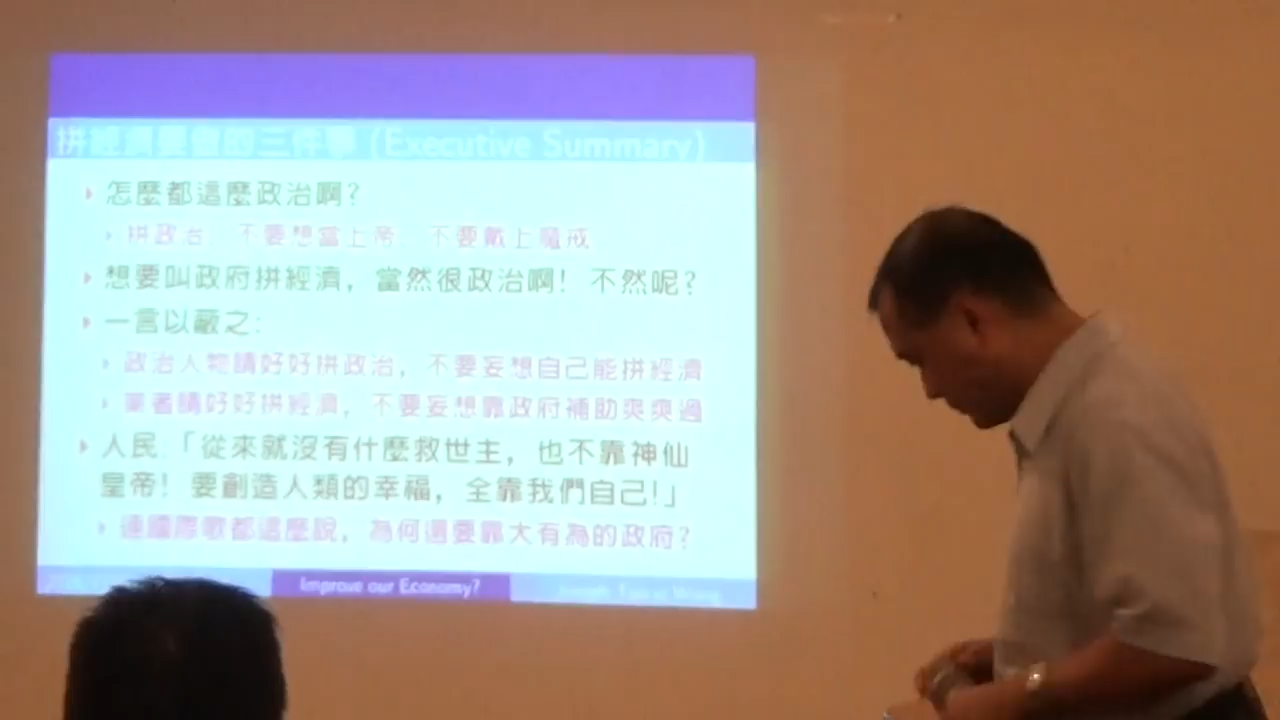 拼經濟要做的三件事 (Executive Summary)
怎麼都這麼政治啊?
拼政治, 不要想當上帝, 不要戴上魔戒
想要叫政府拼經濟, 當然很政治啊! 不然呢?
一言以蔽之:
政治人物請好好拼政治, 不要妄想自己能拼經濟
業者請好好拼經濟, 不要妄想靠政府補助爽爽過
人民:「從來就沒有什麼救世主, 也不靠神仙
皇帝! 要創造人類的幸福, 全靠我們自己!」
連國際歌都這麼說, 為何還要靠大有為的政府?
Improve our Economy?